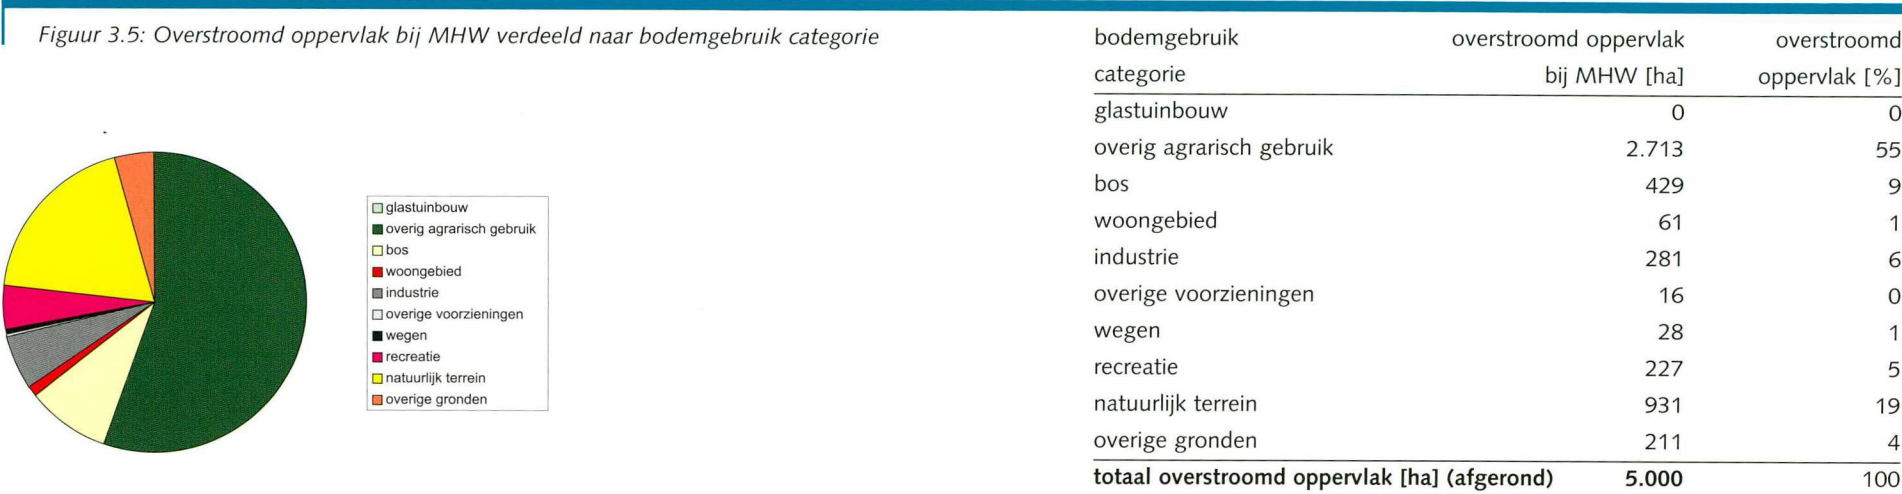 Figuur 3.5: Overstroomd oppervlak bij MHW verdeeld naar bodemgebruik categorie
glastuinbouw
overig agrarisch gebruik
bos
woongebied
industrie
overige voorzieningen
wegen
recreatie
natuurlijk terrein
overige gronden
bodemgebruik overstroomd oppervlak overstroomd
categorie bij MHW [ha] oppervlak [%]
glastuinbouw 0 0
overig agrarisch gebruik 2.713 55
bos 429 9
woongebied 61 1
industrie 281 6
overige voorzieningen 16 0
wegen 28 1
recreatie 227 5
natuurlijk terrein 931 19
overige gronden 211 4
totaal overstroomd oppervlak [ha] (afgerond) 5.000 100